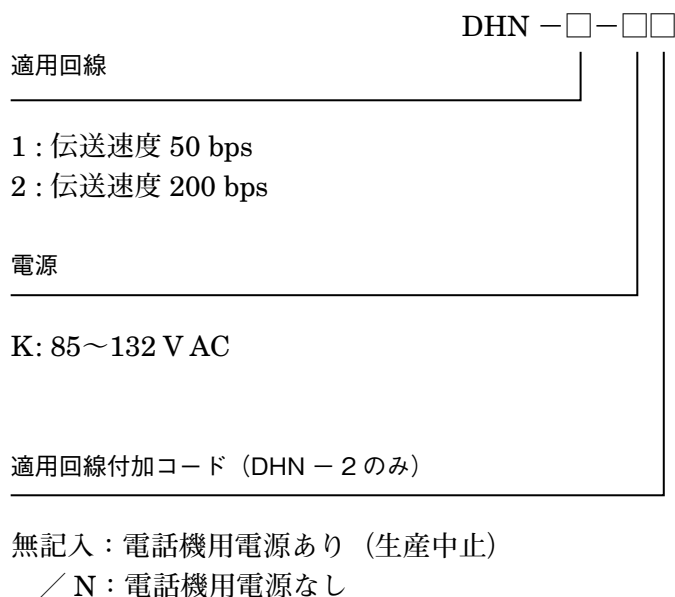 DHN －□－□□
適用回線
1 : 伝送速度 50 bps
2 : 伝送速度 200 bps
電源
K: 85～132 V AC
適用回線付加コード（DHN － 2 のみ）
無記入：電話機用電源あり（生産中止）
／ N：電話機用電源なし